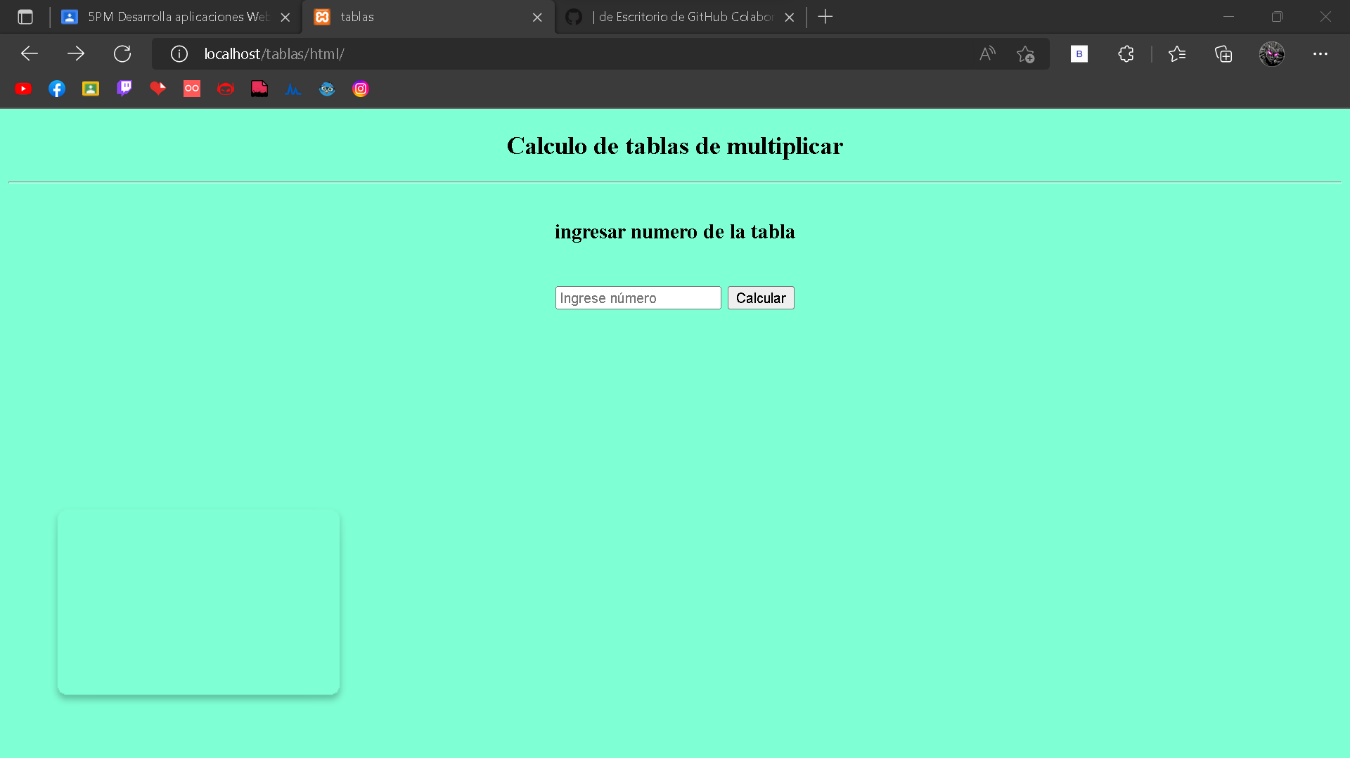 5PM Desarrolla aplicaciones Web
tablas
| de Escritorio de GitHub Colabor
localhost/tablas/html/
Calculo de tablas de multiplicar
ingresar numero de la tabla
Ingrese número
Calcular